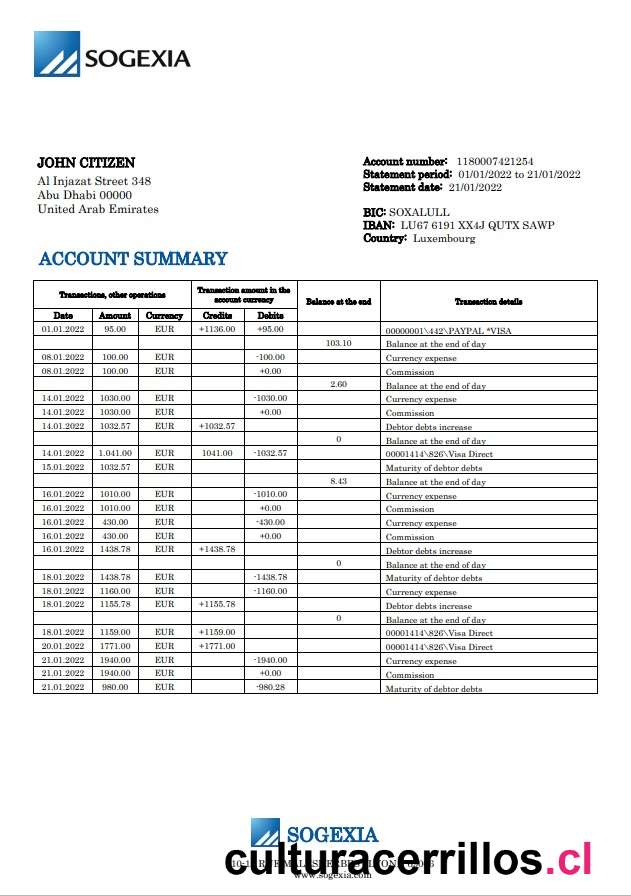 SOGEXIA
JOHN CITIZEN
Al Injazat Street 348
Abu Dhabi 00000
United Arab Emirates
Account number: 1180007421254
Statement period: 01/01/2022 to 21/01/2022
Statement date: 21/01/2022
BIC: SOXALULL
IBAN: LU67 6191 XX4J QUTX SAWP
Country: Luxembourg
ACCOUNT SUMMARY
Transactions, other operations Transaction amount in the account currency Balance at the end Transaction details
Date Amount Currency Credits Debits
01.01.2022 95.00 EUR +1136.00 +95.00 00000001\442\PAYPAL *VISA
103.10 Balance at the end of day
08.01.2022 100.00 EUR -100.00 Currency expense
08.01.2022 100.00 EUR +0.00 Commission
2.60 Balance at the end of day
14.01.2022 1030.00 EUR -1030.00 Currency expense
14.01.2022 1030.00 EUR +0.00 Commission
14.01.2022 1032.57 EUR +1032.57 Debtor debts increase
0 Balance at the end of day
14.01.2022 1.041.00 EUR 1041.00 -1032.57 00001414\826\Visa Direct
15.01.2022 1032.57 EUR Maturity of debtor debts
8.43 Balance at the end of day
16.01.2022 1010.00 EUR -1010.00 Currency expense
16.01.2022 1010.00 EUR +0.00 Commission
16.01.2022 430.00 EUR -430.00 Currency expense
16.01.2022 430.00 EUR +0.00 Commission
16.01.2022 1438.78 EUR +1438.78 Debtor debts increase
0 Balance at the end of day
18.01.2022 1438.78 EUR -1438.78 Maturity of debtor debts
18.01.2022 1160.00 EUR -1160.00 Currency expense
18.01.2022 1155.78 EUR +1155.78 Debtor debts increase
0 Balance at the end of day
18.01.2022 1159.00 EUR +1159.00 00001414\826\Visa Direct
20.01.2022 1771.00 EUR +1771.00 00001414\826\Visa Direct
21.01.2022 1940.00 EUR -1940.00 Currency expense
21.01.2022 1940.00 EUR +0.00 Commission
21.01.2022 980.00 EUR -980.28 Maturity of debtor debts
SOGEXIA
culturacerrillos.cl
www.sogexia.com